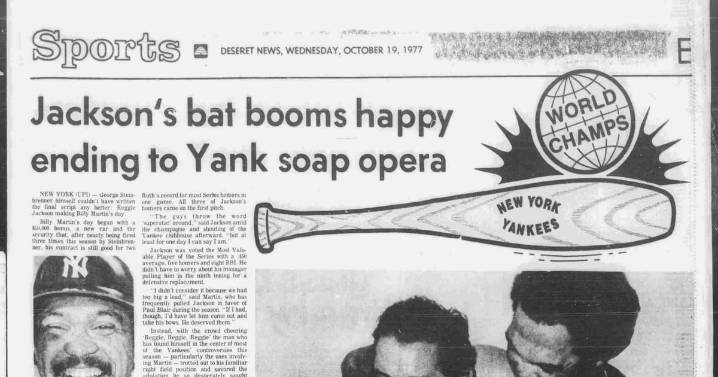 Sports
DESERET NEWS, WEDNESDAY, OCTOBER 19, 1977
E
Jackson's bat booms happy
ending to Yank soap opera
WORLD
CHAMPS
NEW YORK
YANKEES
NEW YORK (UPI) — George Stein-
brenner himself couldn't have written
the final script any better: Reggie
Jackson making Billy Martin's day.
Billy Martin's day began with a
bonus, a new car and the
security that, after nearly being fired
three times this season by Steinbren-
ner, his contract is still good for two
NY
Ruth's record for most Series homers in
one game. All three of Jackson's
homers came on the first pitch.
"The guys throw the word
'superstar' around," said Jackson amid
the champagne and shouting of the
Yankee clubhouse afterward, "but at
least for one day I can say I am."
Jackson was voted the Most Valu-
able Player of the Series with a .450
average, five homers and eight RBI. He
didn't have to worry about his manager
pulling him in the ninth inning for a
defensive replacement.
"I didn't consider it because we had
too big a lead," said Martin, who has
frequently pulled Jackson in favor of
Paul Blair during the season. "If I had,
though, I'd have let him come out and
take his bows. He deserved them."
Instead, with the crowd cheering
'Reggie, Reggie, Reggie' the man who
has found himself in the center of most
of the Yankees' controversies this
season — particularly the ones involv-
ing Martin — trotted out to his familiar
right field position and savored the
adulation he so desperately sought